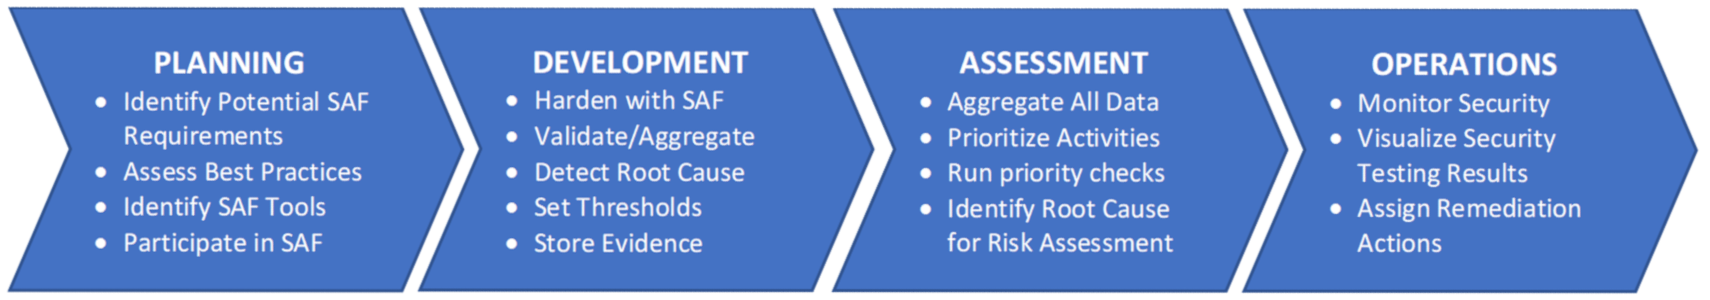 PLANNING
• Identify Potential SAF
Requirements
• Assess Best Practices
• Identify SAF Tools
• Participate in SAF
DEVELOPMENT
• Harden with SAF
• Validate/Aggregate
• Detect Root Cause
• Set Thresholds
• Store Evidence
ASSESSMENT
• Aggregate All Data
• Prioritize Activities
• Run priority checks
• Identify Root Cause
for Risk Assessment
OPERATIONS
• Monitor Security
• Visualize Security
Testing Results
• Assign Remediation
Actions